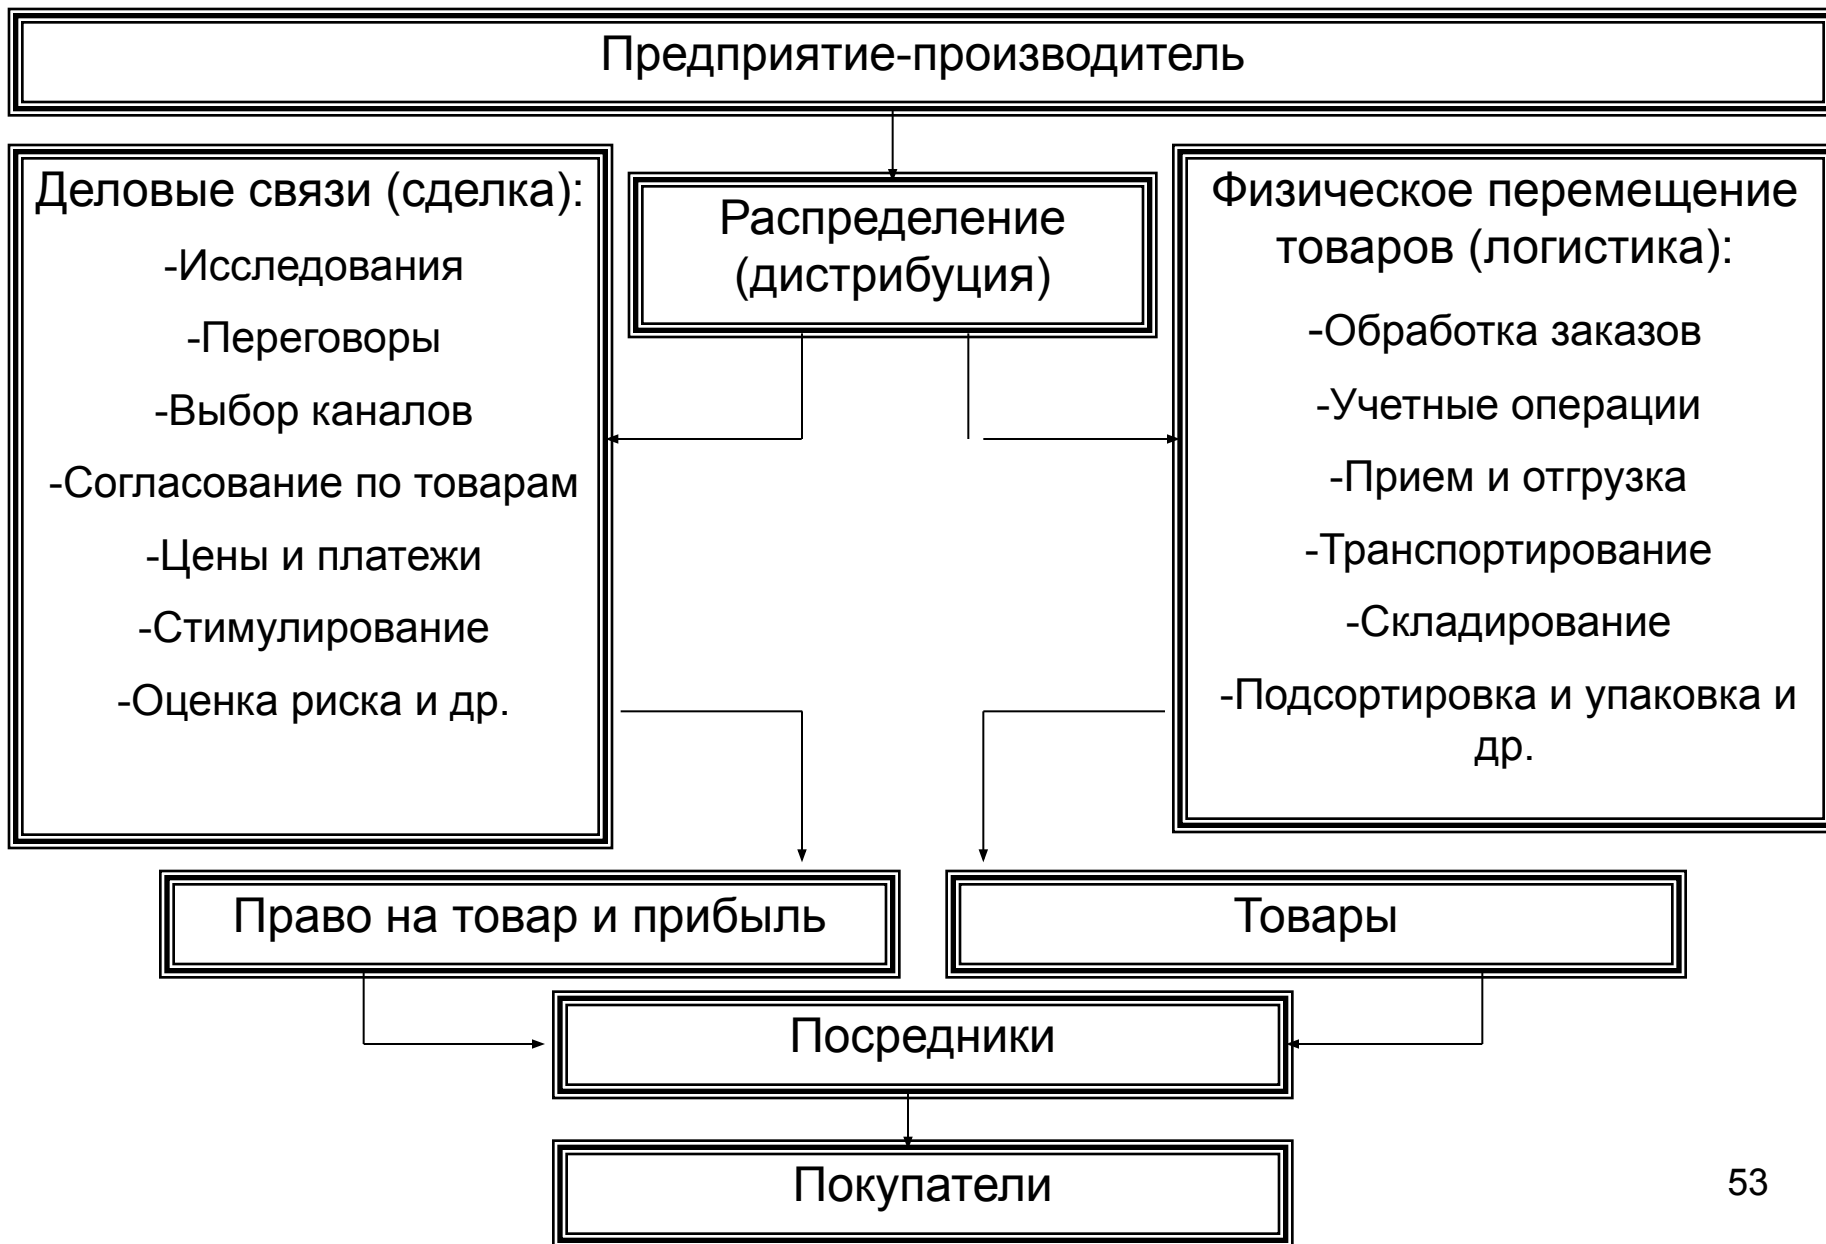 Предприятие-производитель
Деловые связи (сделка):
-Исследования
-Переговоры
-Выбор каналов
-Согласование по товарам
-Цены и платежи
-Стимулирование
-Оценка риска и др.
Распределение
(дистрибуция)
Физическое перемещение
товаров (логистика):
-Обработка заказов
-Учетные операции
-Прием и отгрузка
-Транспортирование
-Складирование
-Подсортировка и упаковка и
др.
Право на товар и прибыль
Товары
Посредники
Покупатели
53